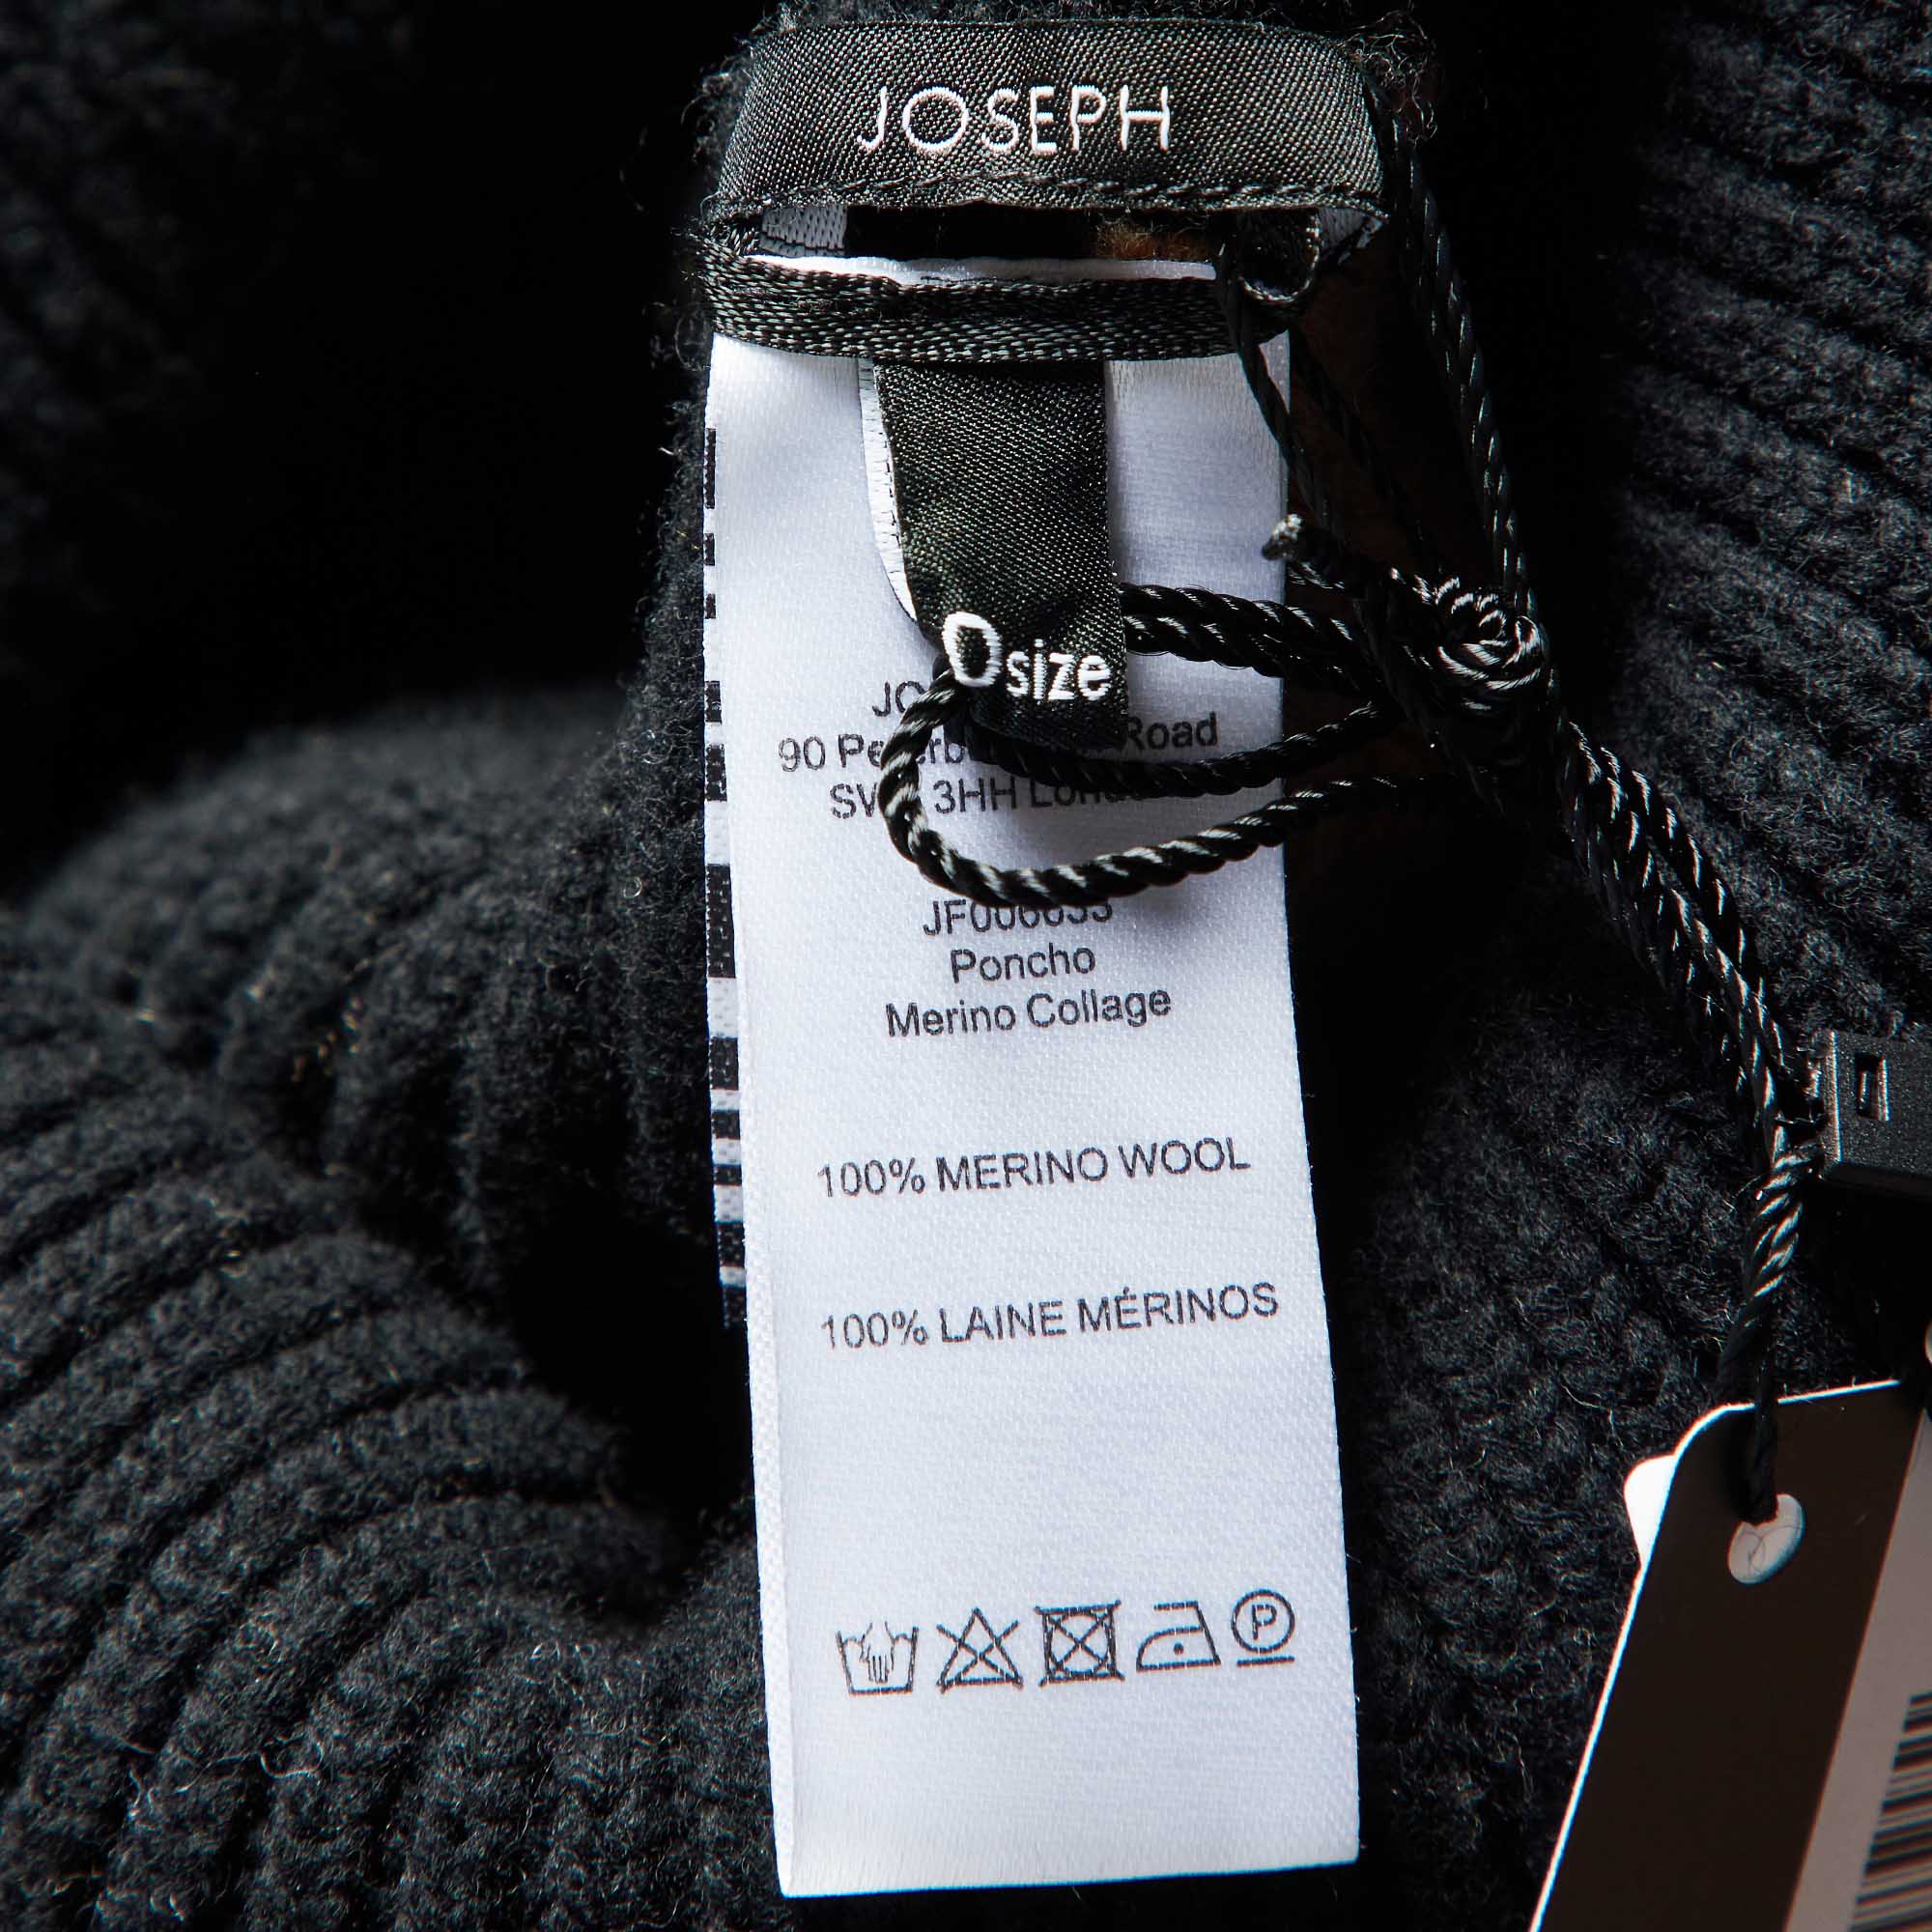 JOSEPH
Osize
90 Road
3HH
Poncho
Merino Collage
100% MERINO WOOL
100% LAINE MÉRINOS
P